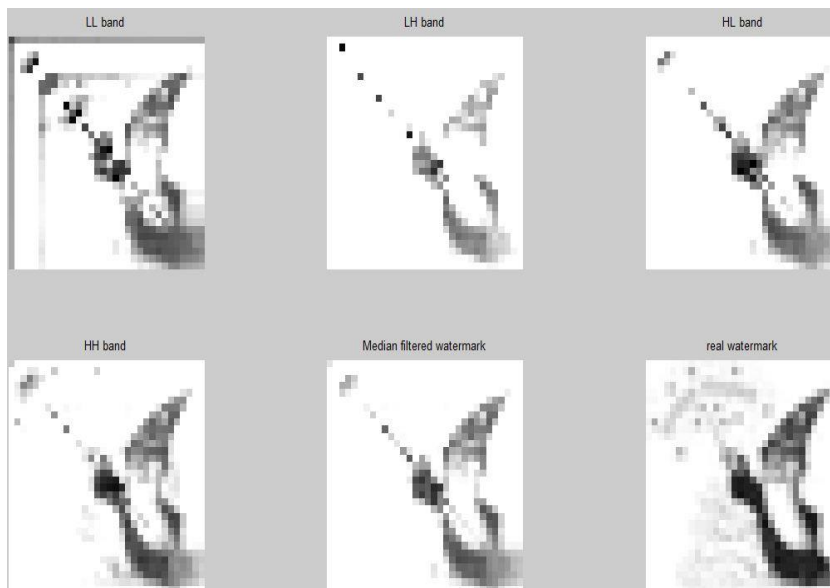 LL band
LH band
HL band
HH band
Median filtered watermark
real watermark